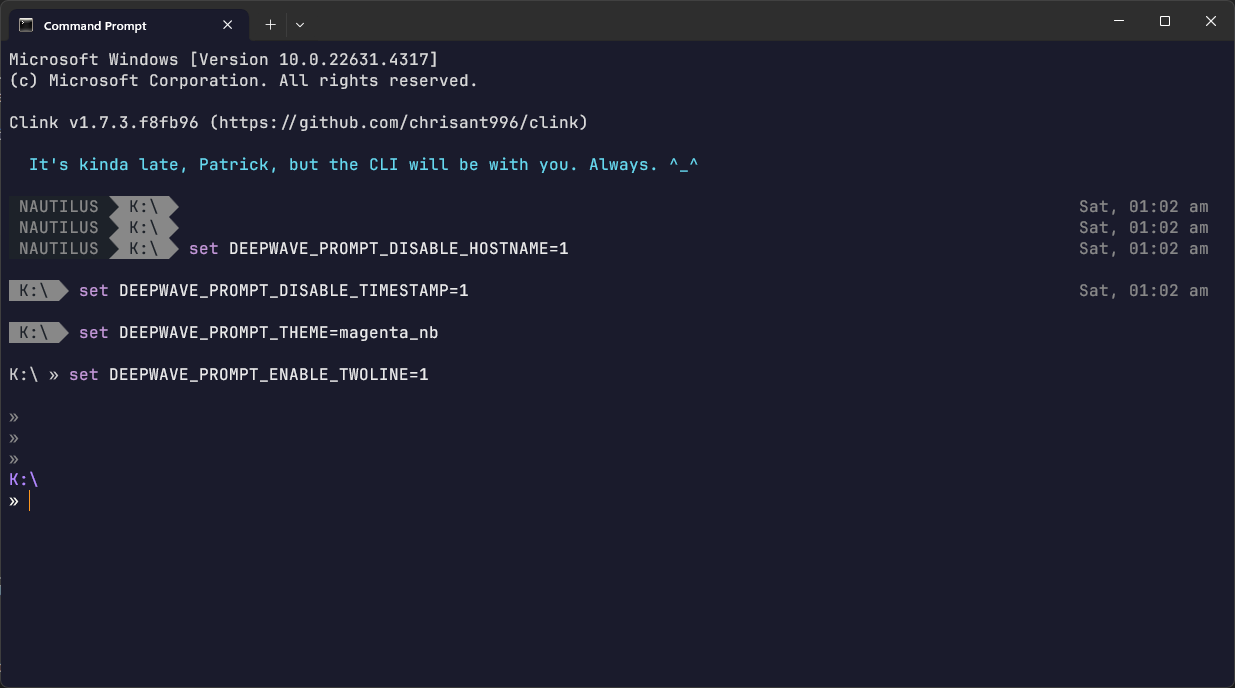 Command Prompt
Microsoft Windows [Version 10.0.22631.4317]
(c) Microsoft Corporation. All rights reserved.
Clink v1.7.3.f8fb96 (https://github.com/chrisant996/clink)
It's kinda late, Patrick, but the CLI will be with you. Always. ^_^
NAUTILUS K:\ Sat, 01:02 am
NAUTILUS K:\ Sat, 01:02 am
NAUTILUS K:\ set DEEPWAVE_PROMPT_DISABLE_HOSTNAME=1 Sat, 01:02 am
K:\ set DEEPWAVE_PROMPT_DISABLE_TIMESTAMP=1 Sat, 01:02 am
K:\ set DEEPWAVE_PROMPT_THEME=magenta_nb
K:\ » set DEEPWAVE_PROMPT_ENABLE_TWOLINE=1
»
»
»
K:\
»